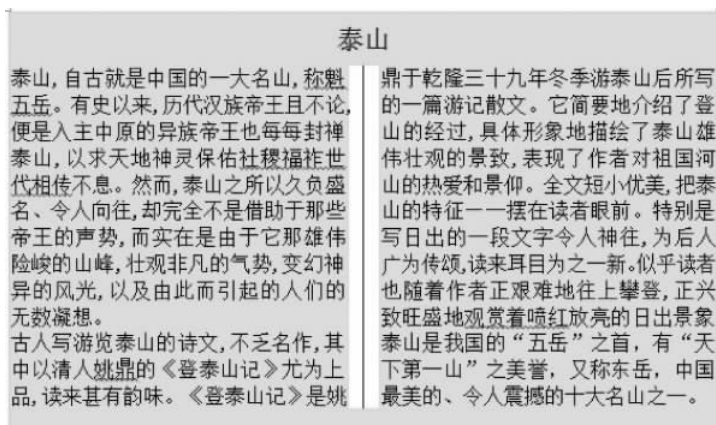 泰山
泰山,自古就是中国的一大名山,称魁
五岳。有史以来,历代汉族帝王且不论,
便是入主中原的异族帝王也每每封禅
泰山,以求天地神灵保佑社稷福祚世
代相传不息。然而,泰山之所以久负盛
名、令人向往,却完全不是借助于那些
帝王的声势,而实在是由于它那雄伟
险峻的山峰,壮观非凡的气势,变幻神
异的风光,以及由此而引起的人们的
无数凝想。
古人写游览泰山的诗文,不乏名作,其
中以清人姚鼎的《登泰山记》尤为上
品,读来甚有韵味。《登泰山记》是姚
鼎于乾隆三十九年冬季游泰山后所写
的一篇游记散文。它简要地介绍了登
山的经过,具体形象地描绘了泰山雄
伟壮观的景致,表现了作者对祖国河
山的热爱和景仰。全文短小优美,把泰
山的特征一一摆在读者眼前。特别是
写日出的一段文字令人神往,为后人
广为传颂,读来耳目为之一新。似乎读者
也随着作者正艰难地往上攀登,正兴
致旺盛地观赏着喷红放亮的日出景象
泰山是我国的“五岳”之首,有“天
下第一山”之美誉,又称东岳,中国
最美的、令人震撼的十大名山之一。